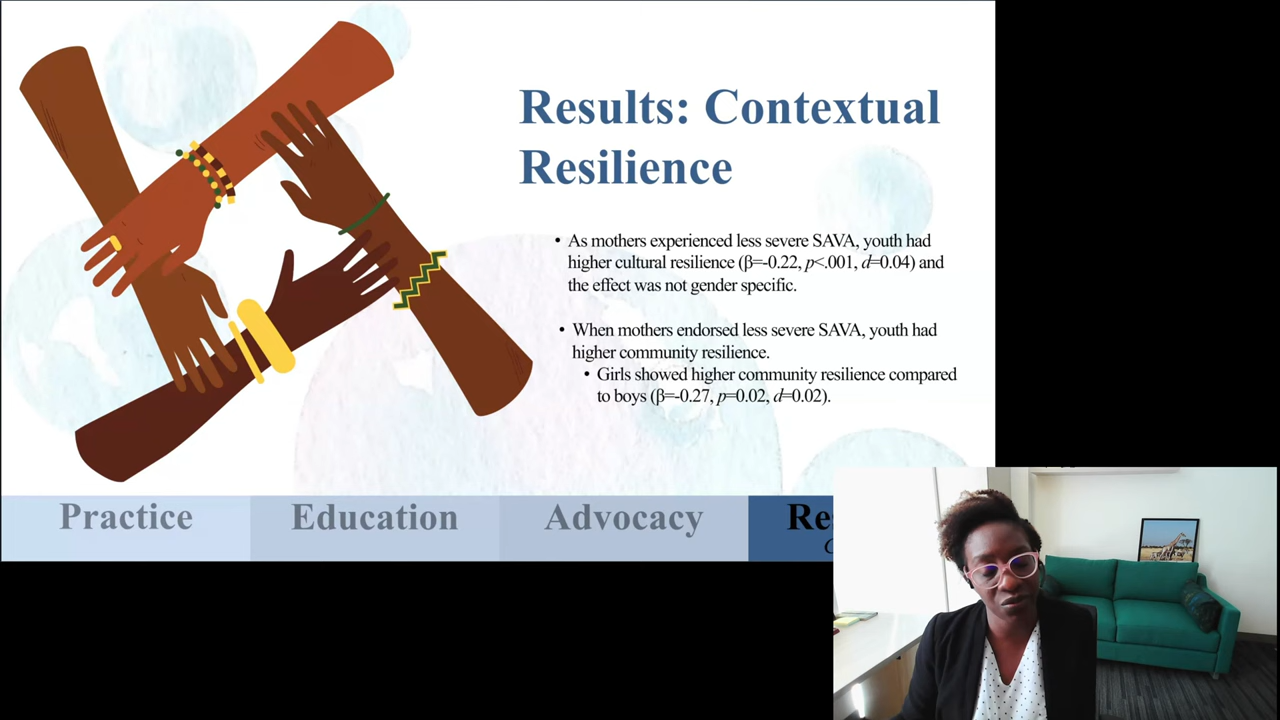 Results: Contextual
Resilience
• As mothers experienced less severe SAVA, youth had
higher cultural resilience (β=-0.22, p<.001, d=0.04) and
the effect was not gender specific.
• When mothers endorsed less severe SAVA, youth had
higher community resilience.
• Girls showed higher community resilience compared
to boys (β=-0.27, p=0.02, d=0.02).
Practice Education Advocacy